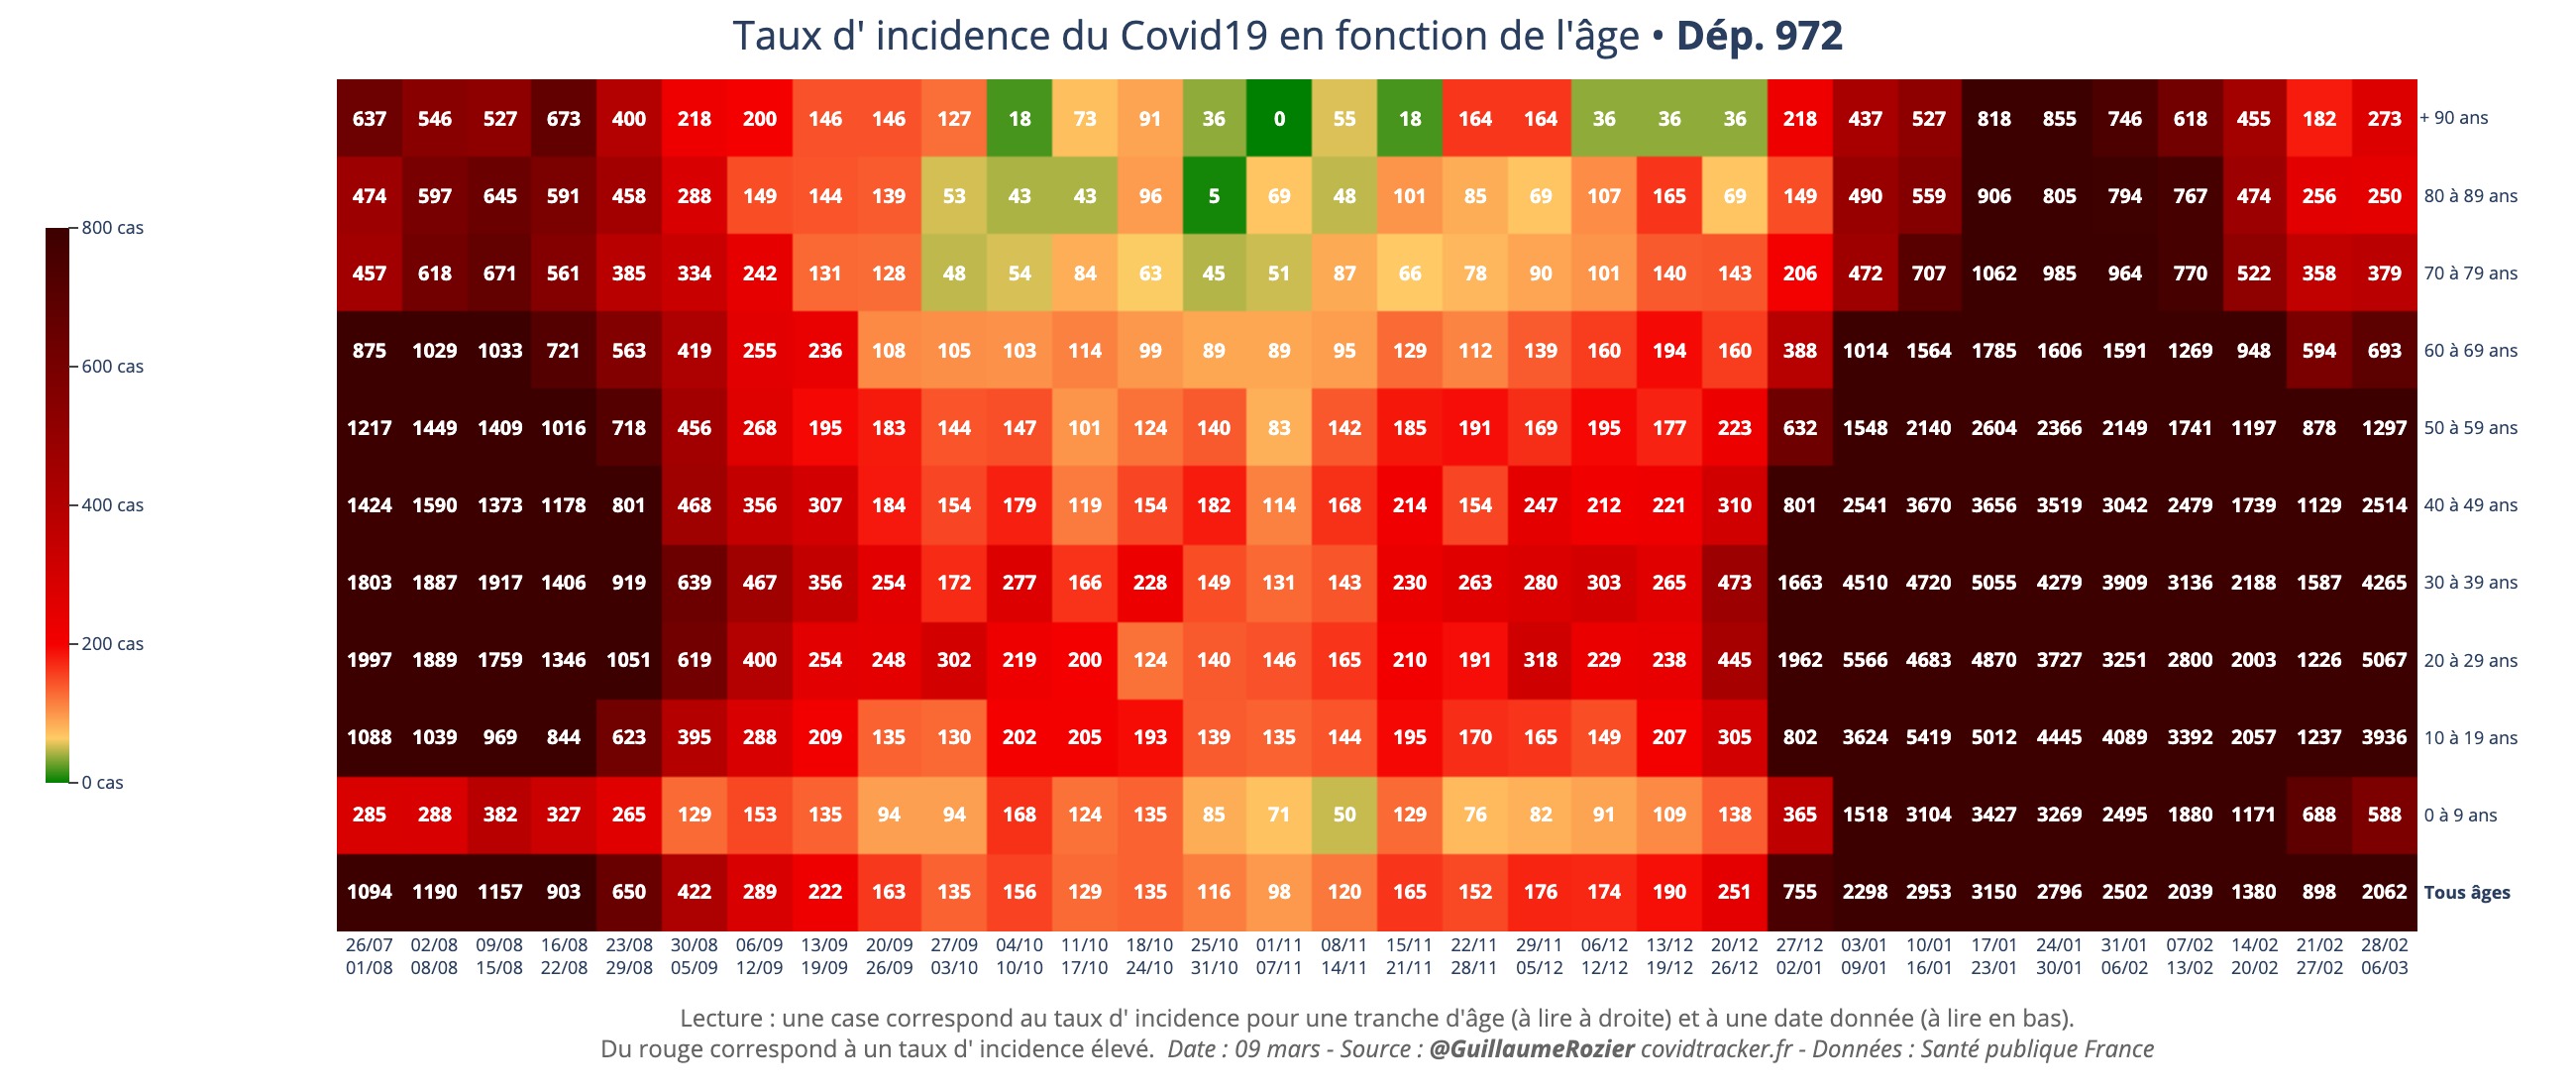 Taux d' incidence du Covid19 en fonction de l'âge • Dép. 972
800 cas
600 cas
400 cas
200 cas
0 cas
637 546 527 673 400 218 200 146 146 127 18 73 91 36 0 55 18 164 164 36 36 36 218 437 527 818 855 746 618 455 182 273 + 90 ans
474 597 645 591 458 288 149 144 139 53 43 43 96 5 69 48 101 85 69 107 165 69 149 490 559 906 805 794 767 474 256 250 80 à 89 ans
457 618 671 561 385 334 242 131 128 48 54 84 63 45 51 87 66 78 90 101 140 143 206 472 707 1062 985 964 770 522 358 379 70 à 79 ans
875 1029 1033 721 563 419 255 236 108 105 103 114 99 89 89 95 129 112 139 160 194 160 388 1014 1564 1785 1606 1591 1269 948 594 693 60 à 69 ans
1217 1449 1409 1016 718 456 268 195 183 144 147 101 124 140 83 142 185 191 169 195 177 223 632 1548 2140 2604 2366 2149 1741 1197 878 1297 50 à 59 ans
1424 1590 1373 1178 801 468 356 307 184 154 179 119 154 182 114 168 214 154 247 212 221 310 801 2541 3670 3656 3519 3042 2479 1739 1129 2514 40 à 49 ans
1803 1887 1917 1406 919 639 467 356 254 172 277 166 228 149 131 143 230 263 280 303 265 473 1663 4510 4720 5055 4279 3909 3136 2188 1587 4265 30 à 39 ans
1997 1889 1759 1346 1051 619 400 254 248 302 219 200 124 140 146 165 210 191 318 229 238 445 1962 5566 4683 4870 3727 3251 2800 2003 1226 5067 20 à 29 ans
1088 1039 969 844 623 395 288 209 135 130 202 205 193 139 135 144 195 170 165 149 207 305 802 3624 5419 5012 4445 4089 3392 2057 1237 3936 10 à 19 ans
285 288 382 327 265 129 153 135 94 94 168 124 135 85 71 50 129 76 82 91 109 138 365 1518 3104 3427 3269 2495 1880 1171 688 588 0 à 9 ans
1094 1190 1157 903 650 422 289 222 163 135 156 129 135 116 98 120 165 152 176 174 190 251 755 2298 2953 3150 2796 2502 2039 1380 898 2062 Tous âges
26/07 02/08 09/08 16/08 23/08 30/08 06/09 13/09 20/09 27/09 04/10 11/10 18/10 25/10 01/11 08/11 15/11 22/11 29/11 06/12 13/12 20/12 27/12 03/01 10/01 17/01 24/01 31/01 07/02 14/02 21/02 28/02
01/08 08/08 15/08 22/08 29/08 05/09 12/09 19/09 26/09 03/10 10/10 17/10 24/10 31/10 07/11 14/11 21/11 28/11 05/12 12/12 19/12 26/12 02/01 09/01 16/01 23/01 30/01 06/02 13/02 20/02 27/02 06/03
Lecture : une case correspond au taux d' incidence pour une tranche d'âge (à lire à droite) et à une date donnée (à lire en bas).
Du rouge correspond à un taux d' incidence élevé. Date : 09 mars - Source : @GuillaumeRozier covidtracker.fr - Données : Santé publique France